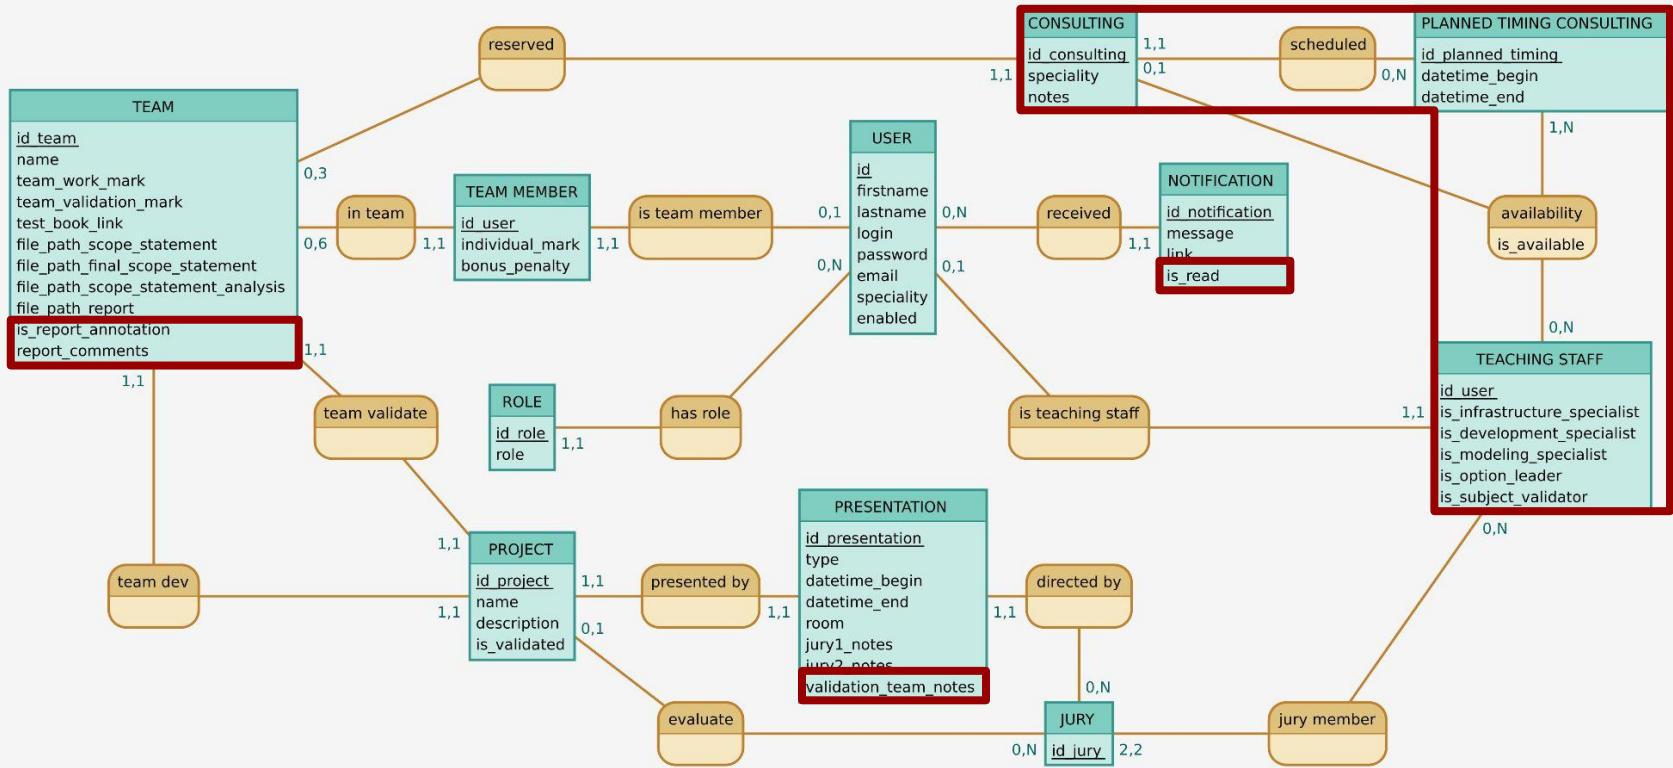 reserved
CONSULTING
id_consulting
speciality
notes
1,1
0,1
1,1
scheduled
0,N
PLANNED TIMING CONSULTING
id_planned_timing
datetime_begin
datetime_end
1,N
TEAM
id_team
name
team_work_mark
team_validation_mark
test_book_link
file_path_scope_statement
file_path_final_scope_statement
file_path_scope_statement_analysis
file_path_report
is_report_annotation
report_comments
0,3
0,6
1,1
1,1
in team
1,1
TEAM MEMBER
id_user
individual_mark
bonus_penalty
1,1
is team member
0,1
USER
id
firstname
lastname
login
password
email
speciality
enabled
0,N
0,N
0,1
received
1,1
NOTIFICATION
id_notification
message
link
is_read
availability
is_available
0,N
TEACHING STAFF
id_user
is_infrastructure_specialist
is_development_specialist
is_modeling_specialist
is_option_leader
is_subject_validator
1,1
0,N
team validate
ROLE
id_role
role
1,1
has role
is teaching staff
team dev
1,1
1,1
PROJECT
id_project
name
description
is_validated
1,1
0,1
presented by
1,1
PRESENTATION
id_presentation
type
datetime_begin
datetime_end
room
jury1_notes
jury2_notes
validation_team_notes
1,1
directed by
0,N
evaluate
0,N
JURY
id_jury
2,2
jury member